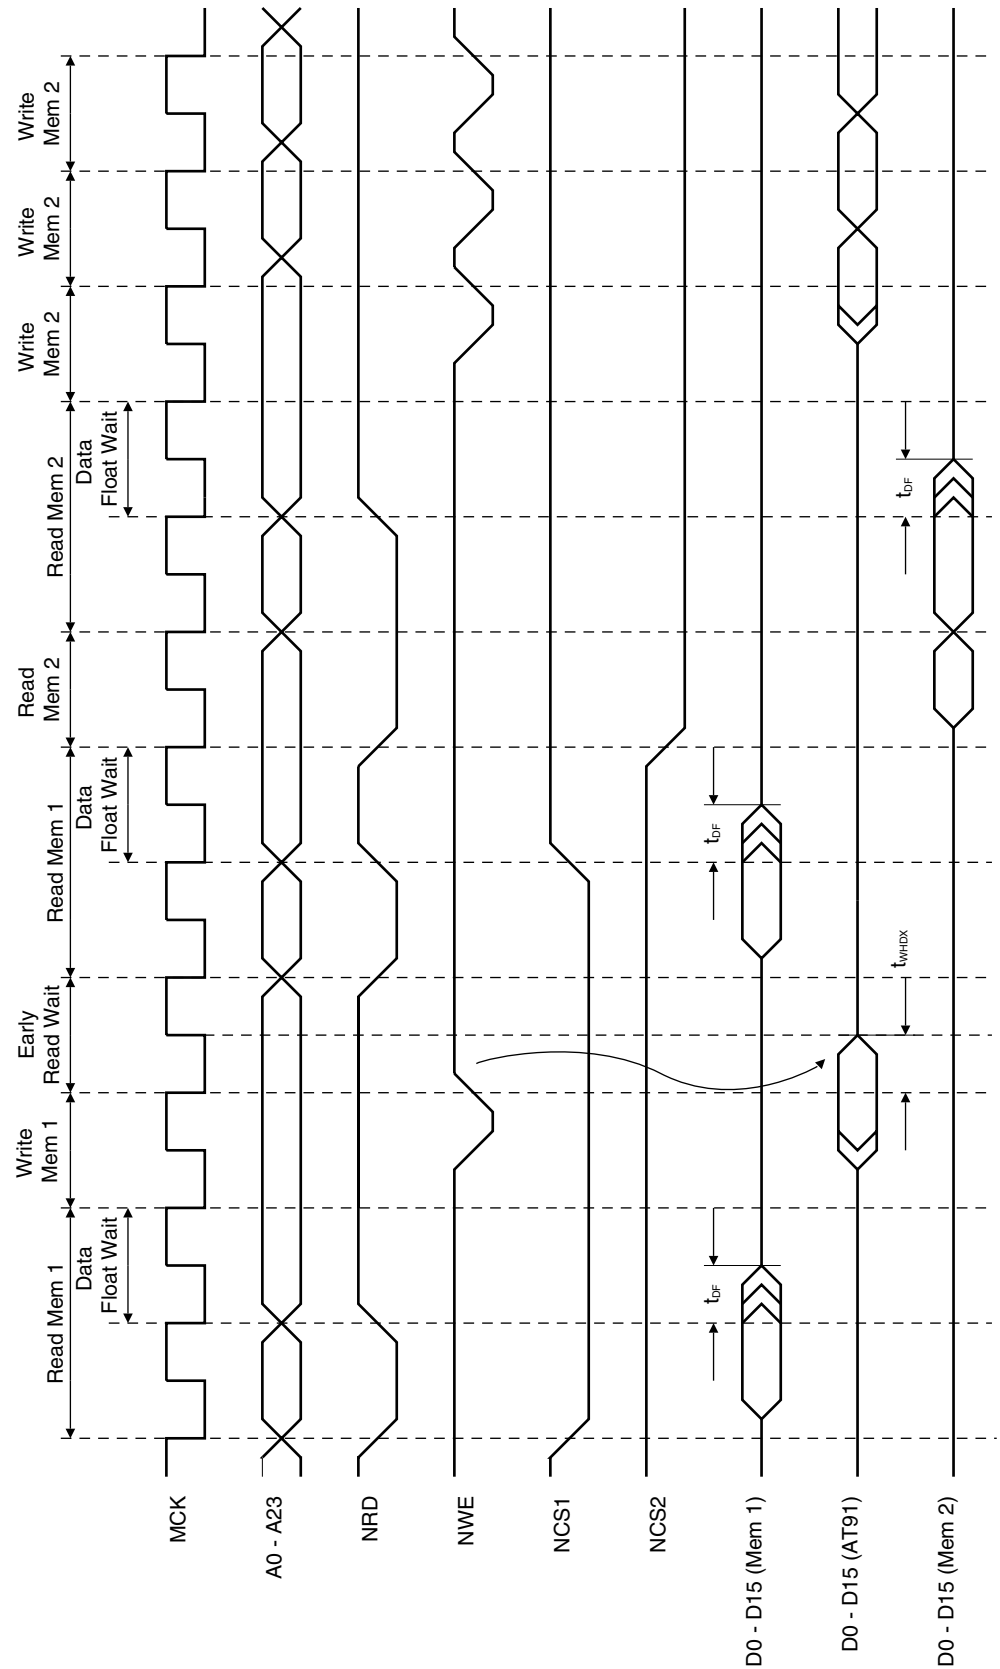 Read Mem 1
Write
Mem 1
Early
Read Wait
Read Mem 1
Read
Mem 2
Read Mem 2
Write
Mem 2
Write
Mem 2
Write
Mem 2
Data
Float Wait
Data
Float Wait
Data
Float Wait
MCK
A0 - A23
NRD
NWE
NCS1
NCS2
D0 - D15 (Mem 1)
tDF
tDF
D0 - D15 (AT91)
tWHDX
D0 - D15 (Mem 2)
tDF